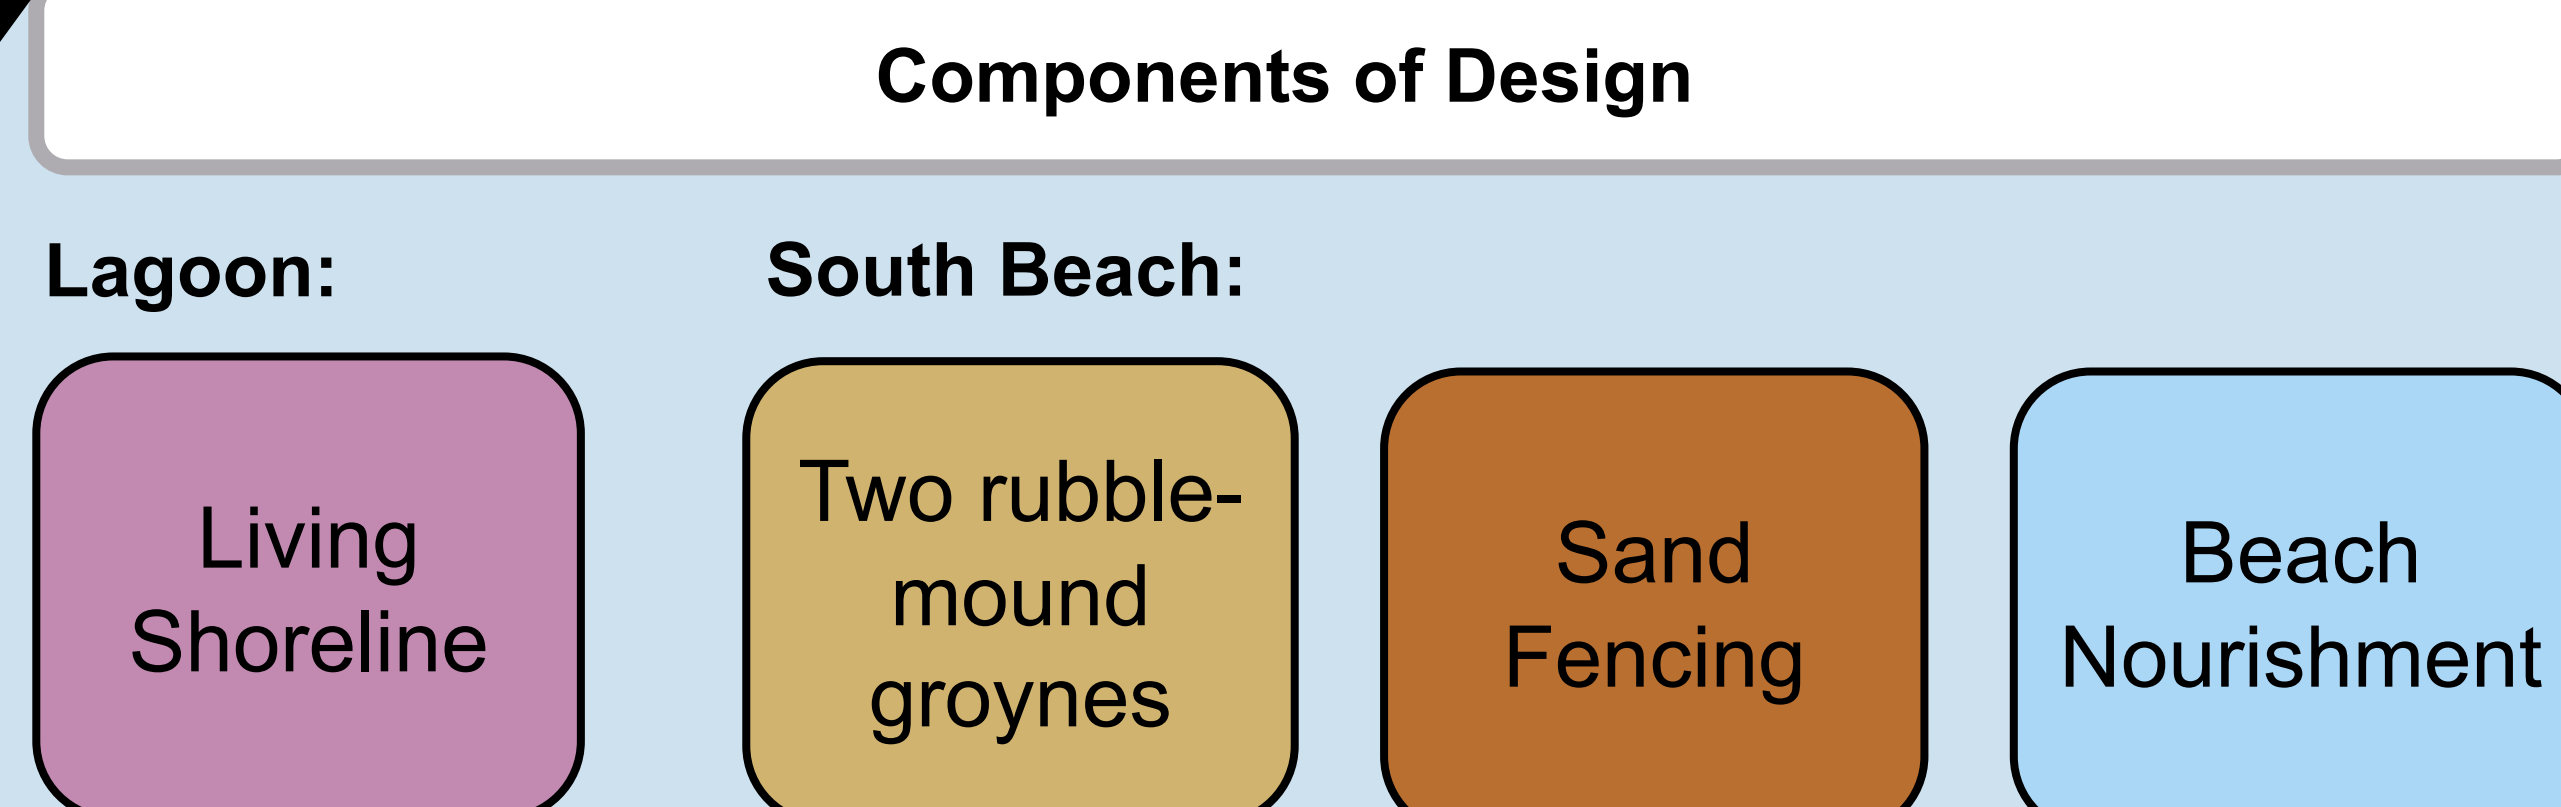 Components of Design
Lagoon:
South Beach:
Living
Shoreline
Two rubble-
mound
groynes
Sand
Fencing
Beach
Nourishment